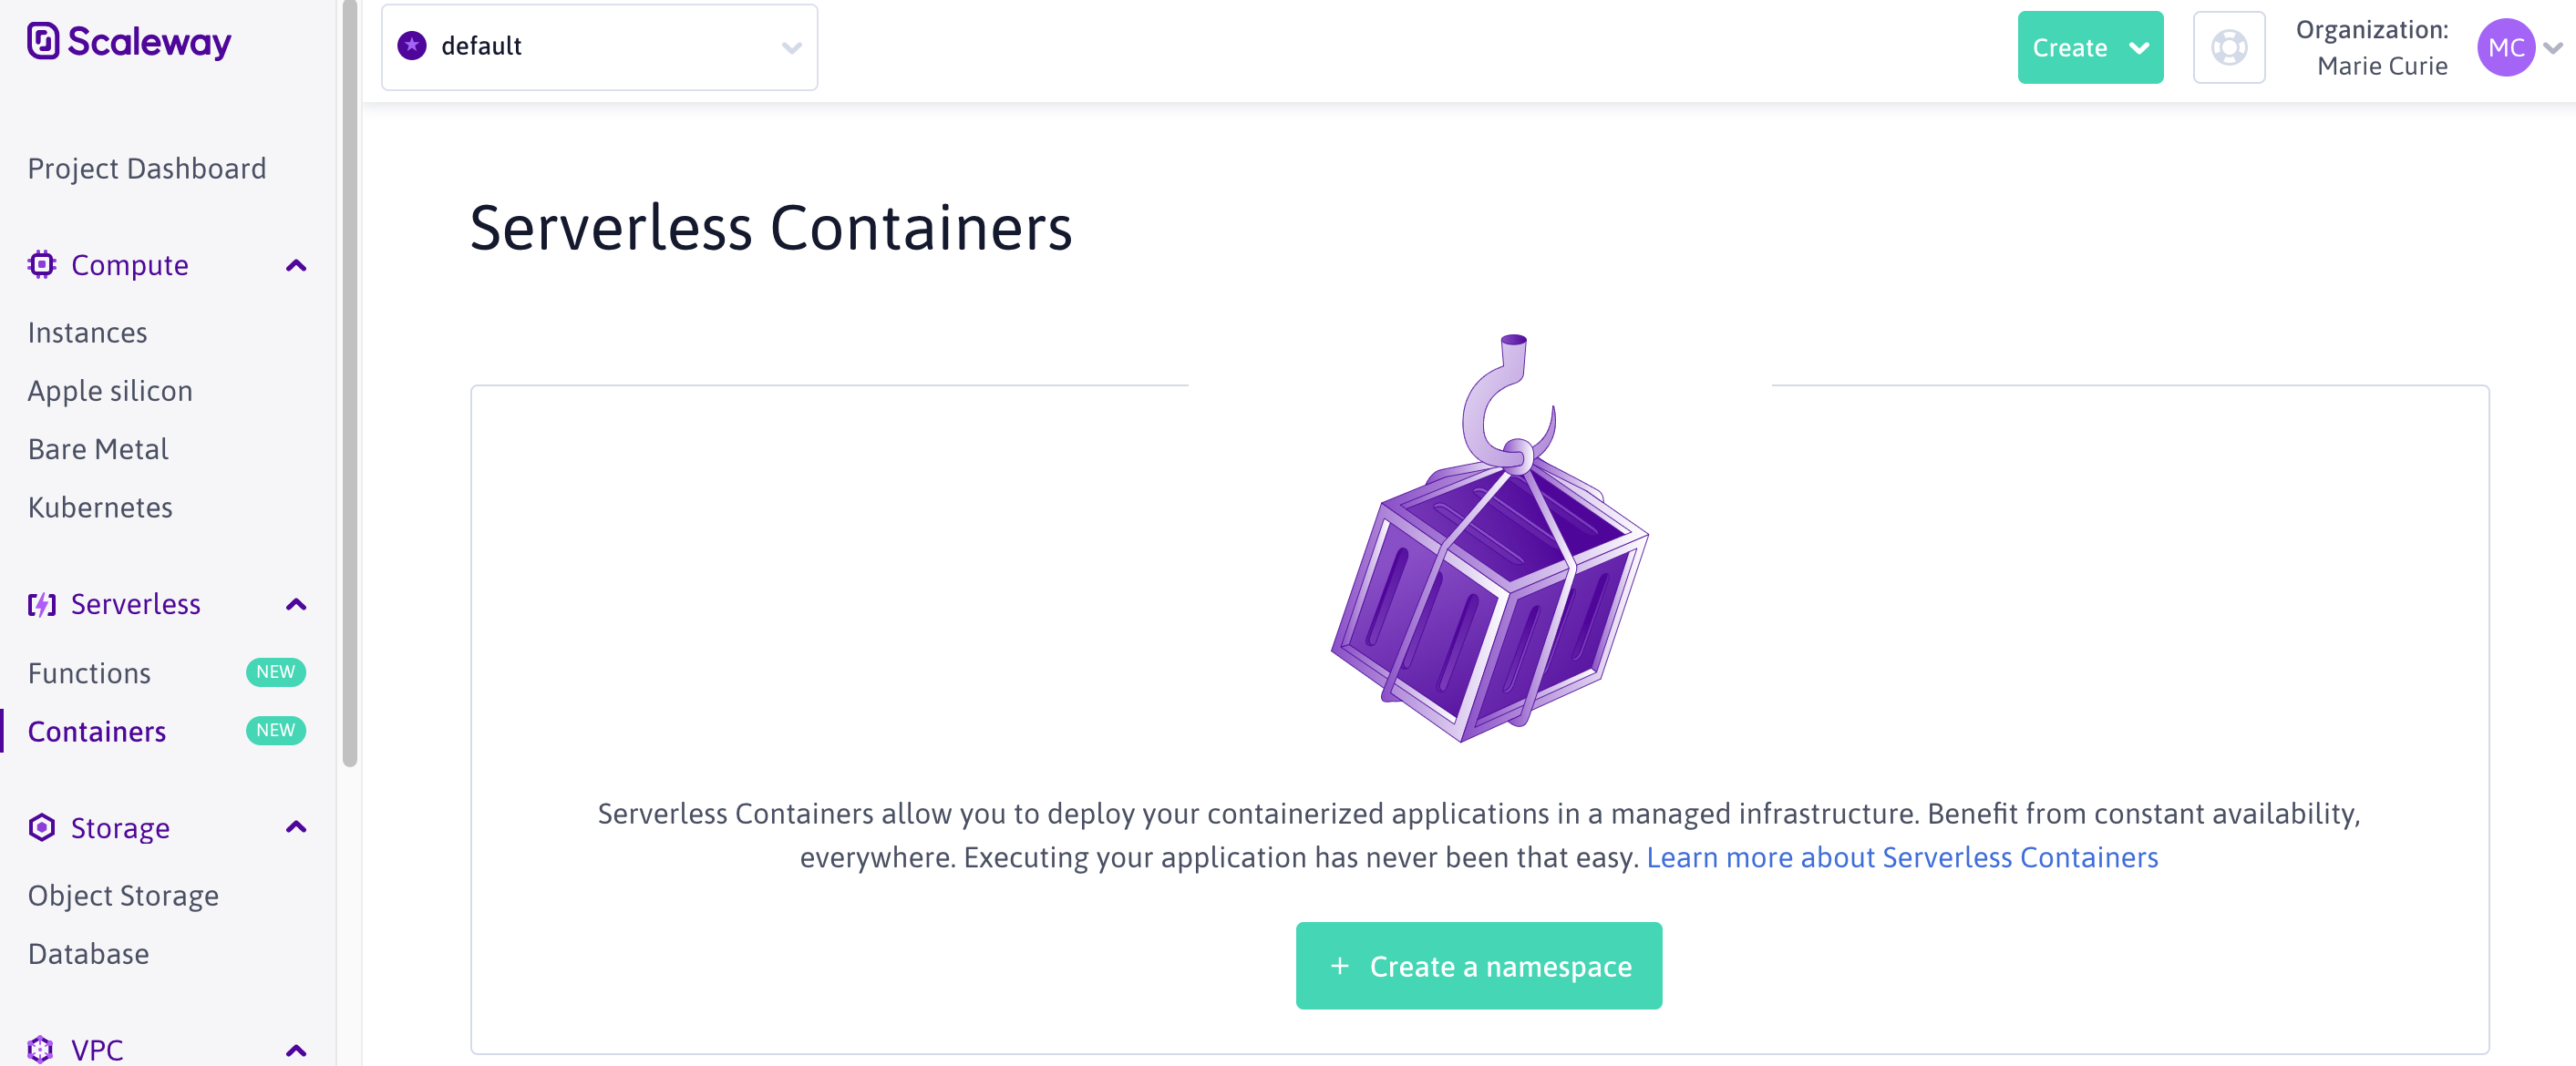 Scaleway
default
Create
Organization:
Marie Curie
MC
Project Dashboard
Compute
Instances
Apple silicon
Bare Metal
Kubernetes
Serverless
Functions NEW
Containers NEW
Storage
Object Storage
Database
VPC
Serverless Containers
Serverless Containers allow you to deploy your containerized applications in a managed infrastructure. Benefit from constant availability,
everywhere. Executing your application has never been that easy. Learn more about Serverless Containers
+ Create a namespace